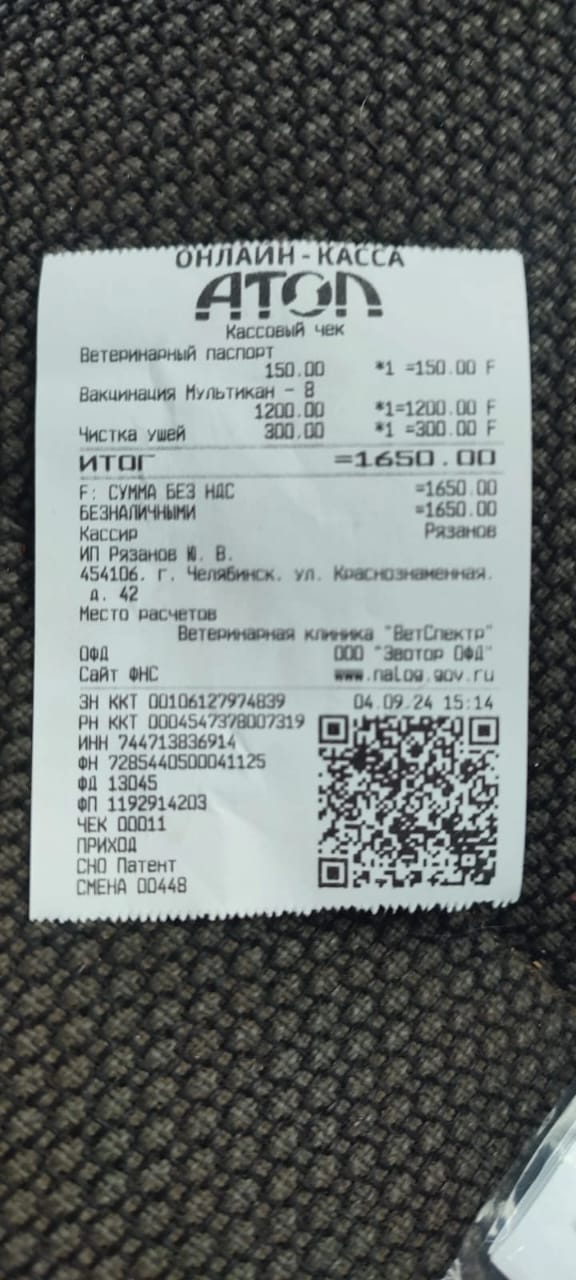 ОНЛАЙН-КАССА
АТОЛ
Кассовый чек
Ветеринарный паспорт
150.00 *1 =150.00 F
Вакцинация Мультикан - 8
1200.00 *1=1200.00 F
Чистка ушей 300.00 *1 =300.00 F
ИТОГ =1650.00
F: СУММА БЕЗ НДС =1650.00
БЕЗНАЛИЧНЫМИ =1650.00
Кассир Рязанов
ИП Рязанов Ю. В.
454106, г. Челябинск, ул. Краснознаменная,
д. 42
Место расчетов
Ветеринарная клиника "ВетСпектр"
ОФД ООО "Эвотор ОФД"
Сайт ФНС www.nalog.gov.ru
ЗН ККТ 00106127974839 04.09.24 15:14
РН ККТ 0004547378007319
ИНН 744713836914
ФН 7285440500041125
ФД 13045
ФП 1192914203
ЧЕК 00011
ПРИХОД
СНО Патент
СМЕНА 00448